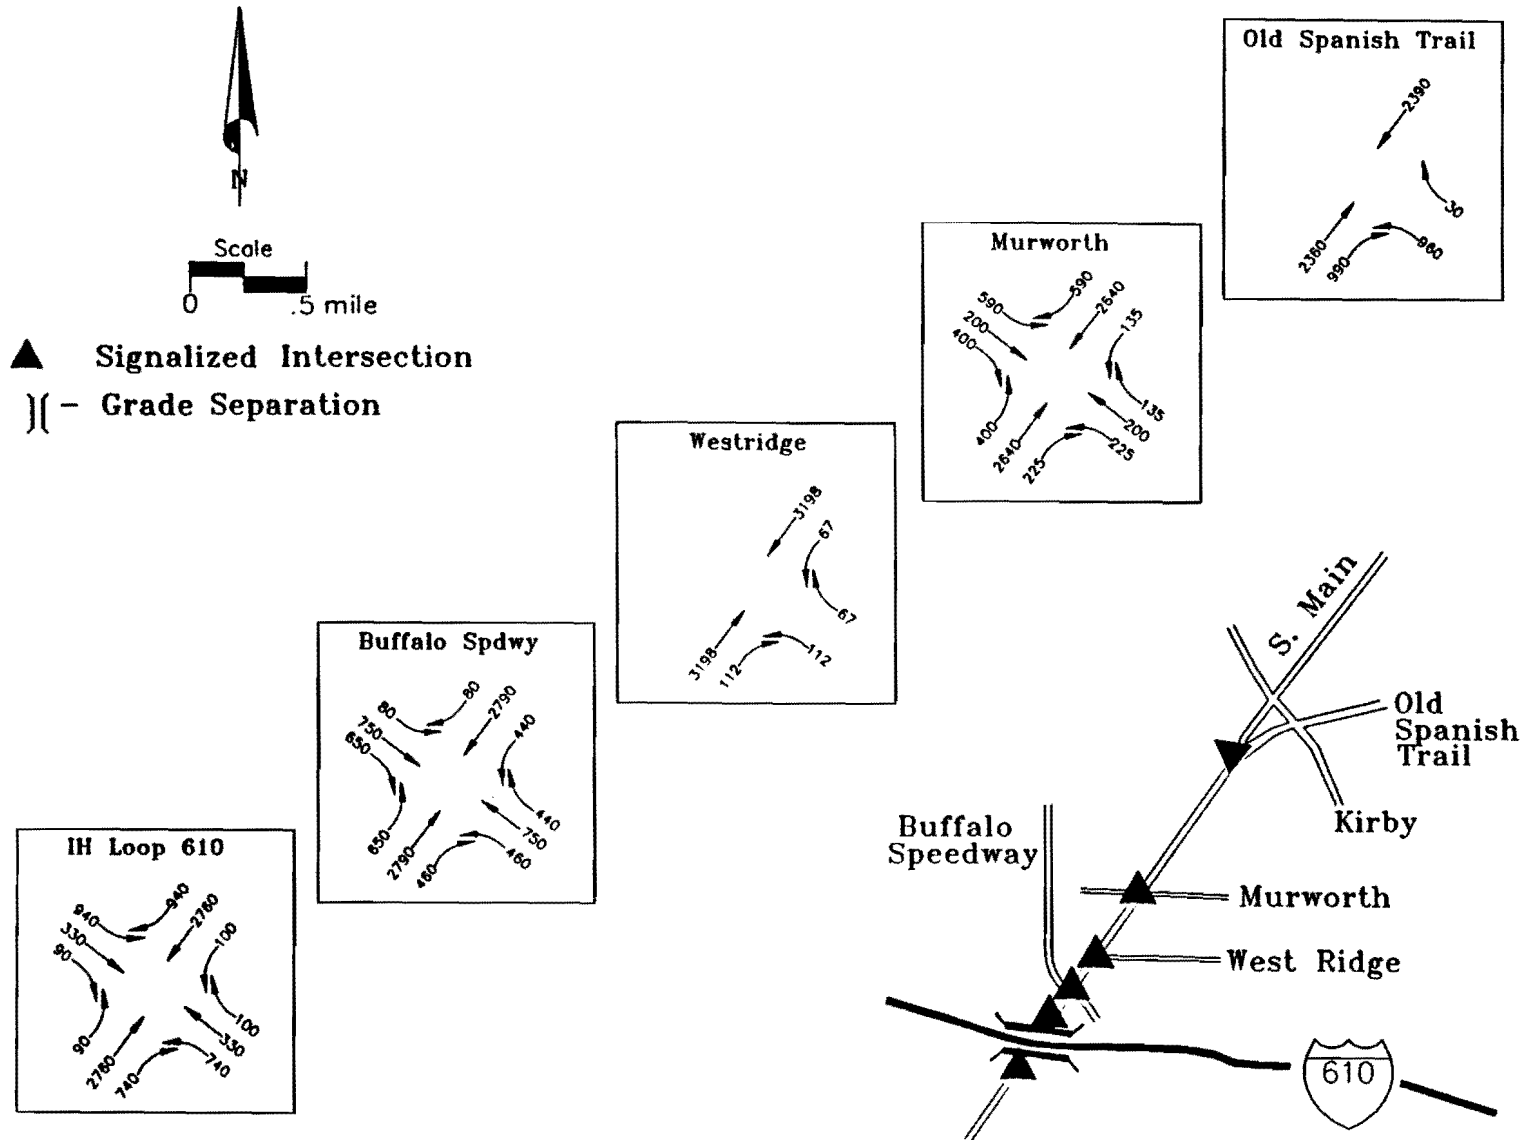 N
Scale
0 .5 mile
Signalized Intersection
)( - Grade Separation
Old Spanish Trail
2390
30
2360
990
960
Murworth
590
590
2640
200
135
400
135
400
200
2640
225
225
Westridge
3198
67
67
3198
112
112
Buffalo Spdwy
80
80
2790
750
440
650
440
650
750
2790
460
460
IH Loop 610
940
940
2760
330
100
90
100
90
330
2760
740
740
S. Main
Old
Spanish
Trail
Kirby
Buffalo
Speedway
Murworth
West Ridge
610